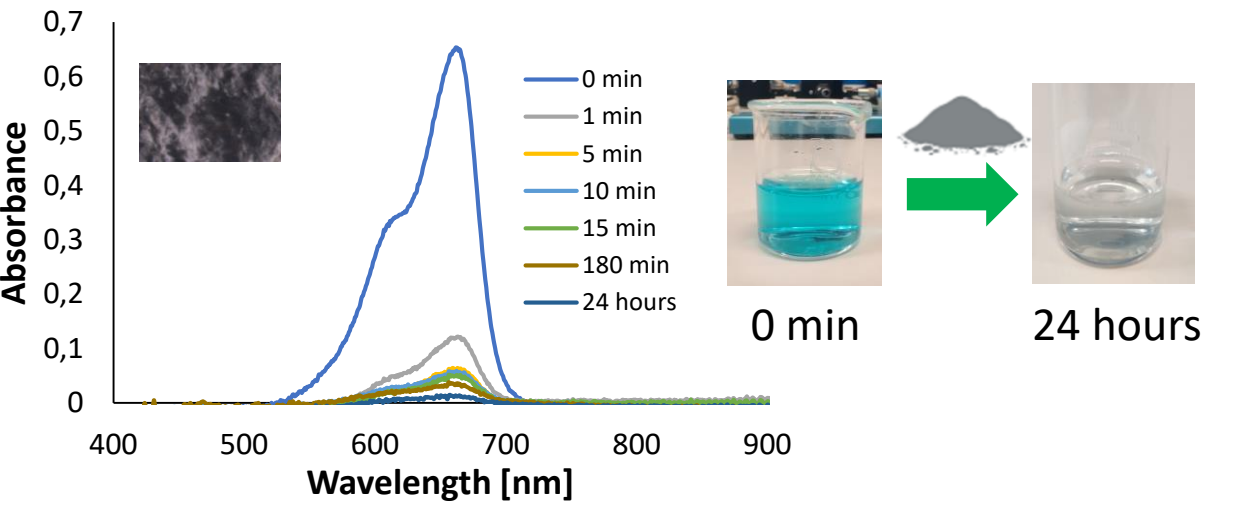 0,7
0,6
0,5
0,4
0,3
0,2
0,1
0
Absorbance
400 500 600 700 800 900
Wavelength [nm]
0 min
1 min
5 min
10 min
15 min
180 min
24 hours
0 min
24 hours